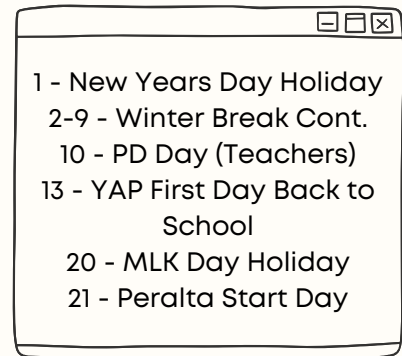 1 - New Years Day Holiday
2-9 - Winter Break Cont.
10 - PD Day (Teachers)
13 - YAP First Day Back to
School
20 - MLK Day Holiday
21 - Peralta Start Day